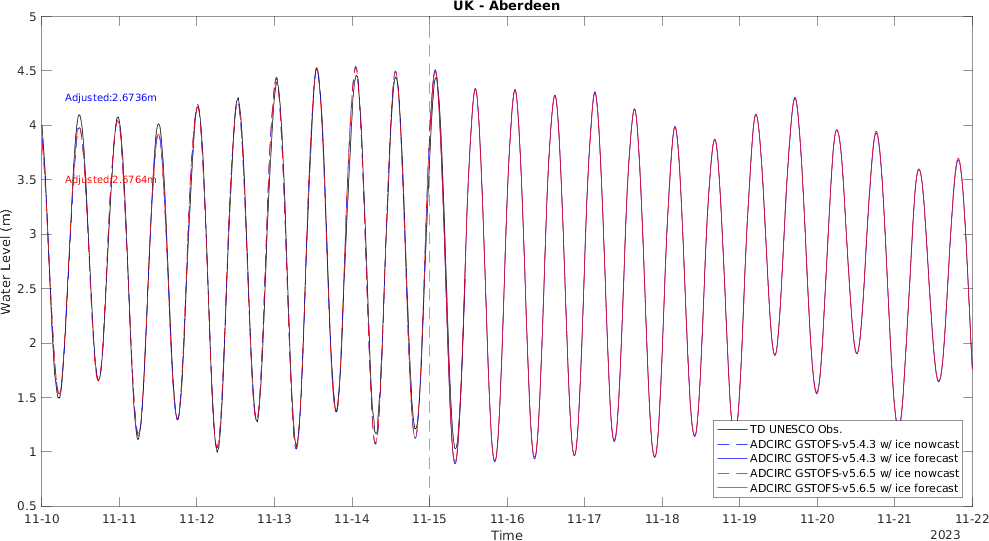 UK - Aberdeen
5
4.5
4
3.5
3
2.5
2
1.5
1
0.5
Water Level (m)
Adjusted:2.6736m
Adjusted:2.6764m
TD UNESCO Obs.
ADCIRC GSTOFS-v5.4.3 w/ ice nowcast
ADCIRC GSTOFS-v5.4.3 w/ ice forecast
ADCIRC GSTOFS-v5.6.5 w/ ice nowcast
ADCIRC GSTOFS-v5.6.5 w/ ice forecast
11-10 11-11 11-12 11-13 11-14 11-15 11-16 11-17 11-18 11-19 11-20 11-21 11-22
Time
2023